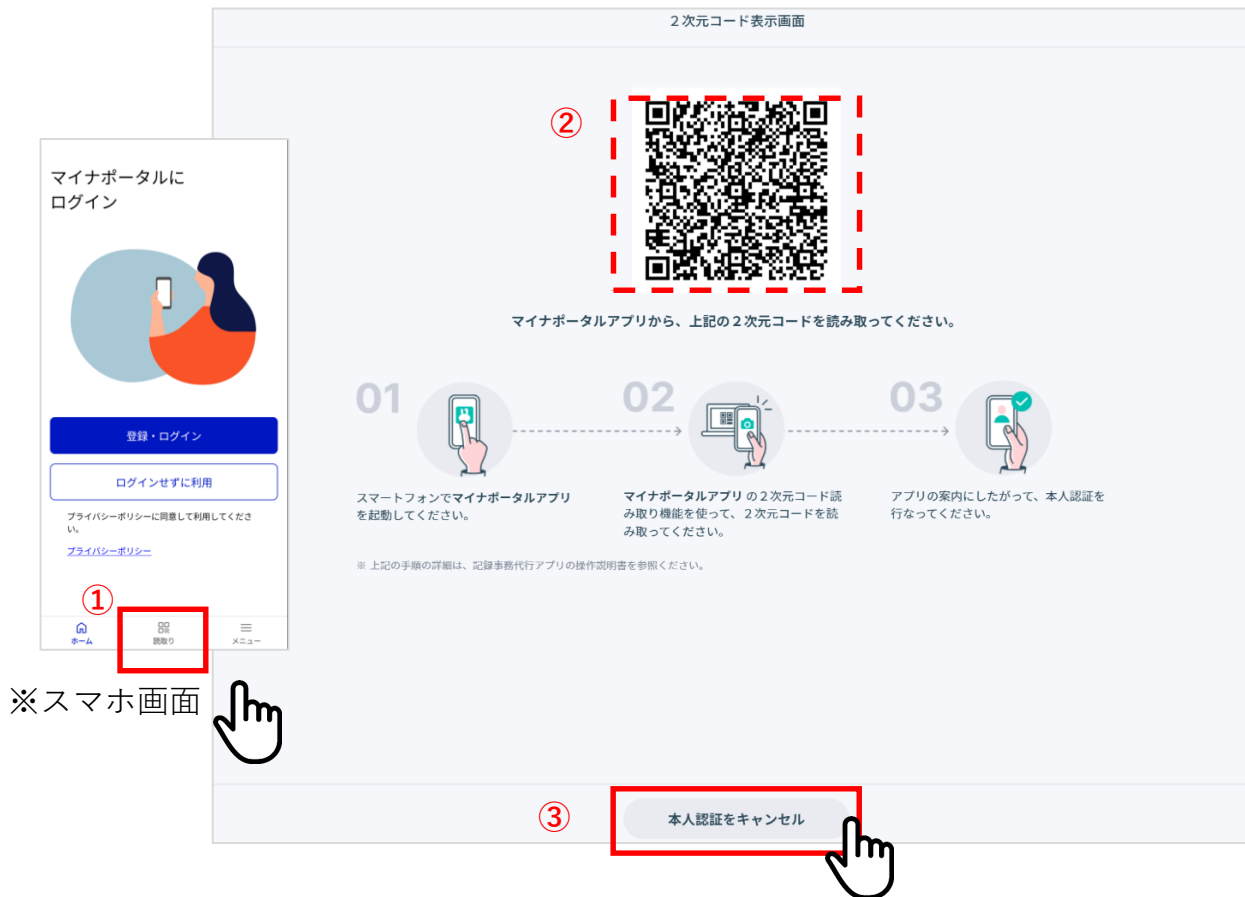 ２次元コード表示画面
②
マイナポータルに
ログイン
登録・ログイン
ログインせずに利用
プライバシーポリシーに同意して利用してくださ
い。
プライバシーポリシー
①
ホーム
読取り
メニュー
※スマホ画面
マイナポータルアプリから、上記の２次元コードを読み取ってください。
01
スマートフォンでマイナポータルアプリ
を起動してください。
02
マイナポータルアプリ の２次元コード読
み取り機能を使って、２次元コードを読
み取ってください。
03
アプリの案内にしたがって、本人認証を
行なってください。
※ 上記の手順の詳細は、記録事務代行アプリの操作説明書を参照ください。
③
本人認証をキャンセル